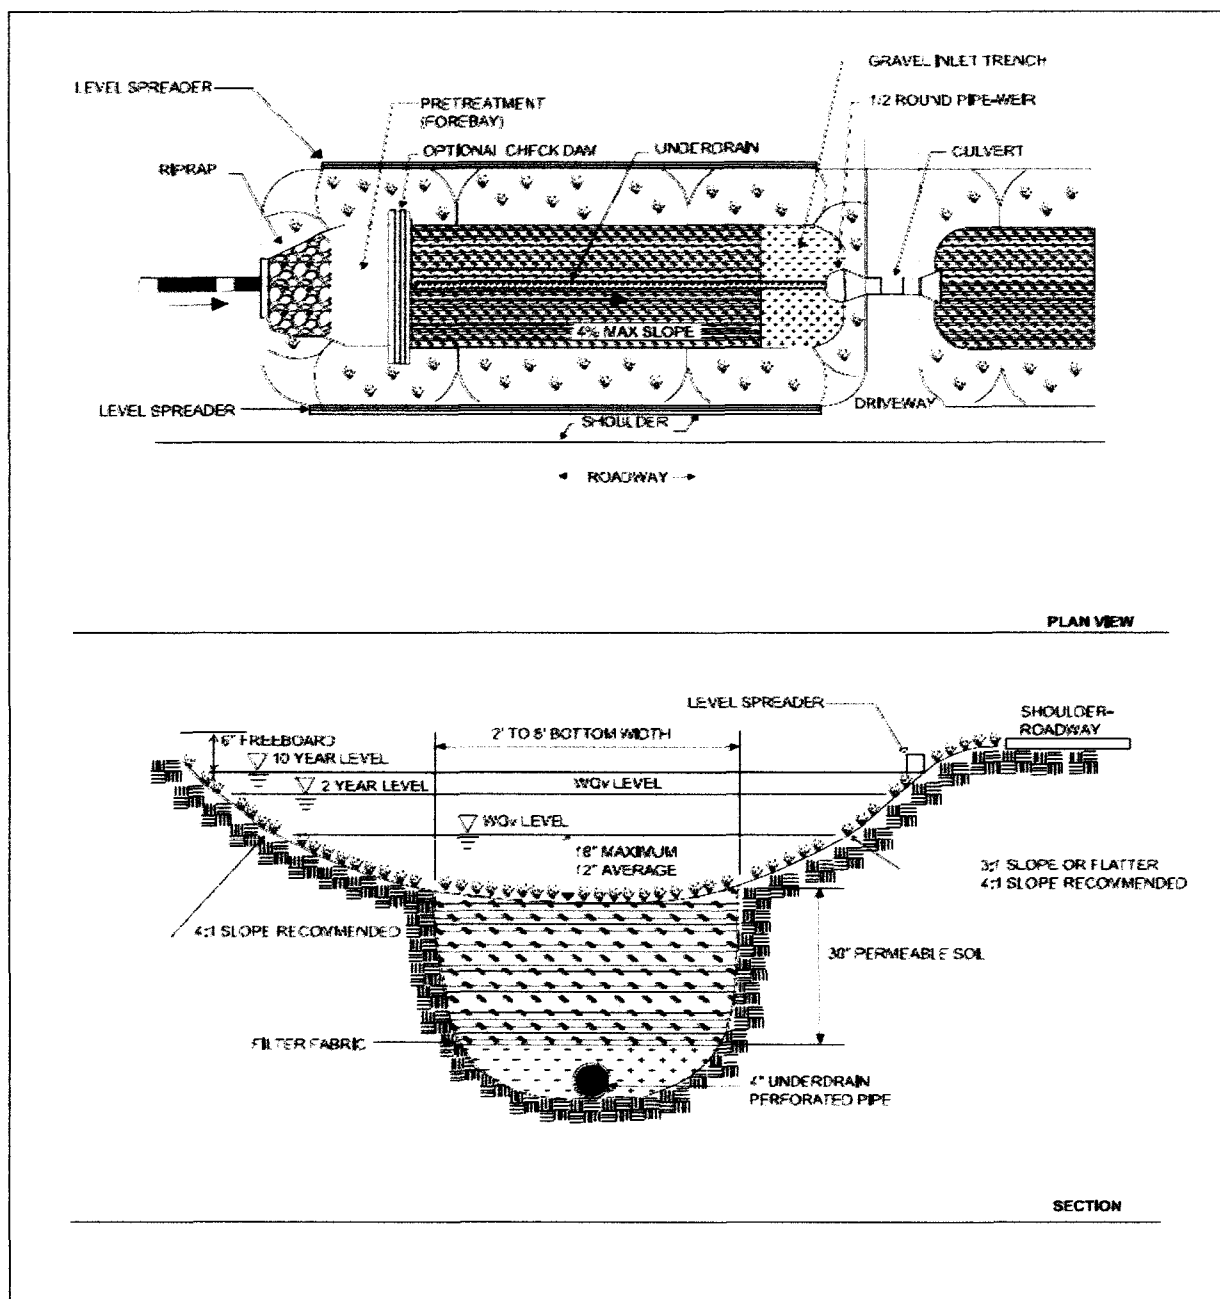 GRAVEL INLET TRENCH
LEVEL SPREADER
PRETREATMENT
(FOREBAY)
1/2 ROUND PIPE-WEIR
OPTIONAL CHECK DAM
UNDERDRAIN
CULVERT
RIPRAP
4% MAX SLOPE
LEVEL SPREADER
DRIVEWAY
SHOULDER
ROADWAY
PLAN VIEW
LEVEL SPREADER
SHOULDER-
ROADWAY
6" FREEBOARD
2' TO 8' BOTTOM WIDTH
10 YEAR LEVEL
2 YEAR LEVEL
WQv LEVEL
WQv LEVEL
18" MAXIMUM
12" AVERAGE
3:1 SLOPE OR FLATTER
4:1 SLOPE RECOMMENDED
4:1 SLOPE RECOMMENDED
30" PERMEABLE SOIL
FILTER FABRIC
4" UNDERDRAIN
PERFORATED PIPE
SECTION